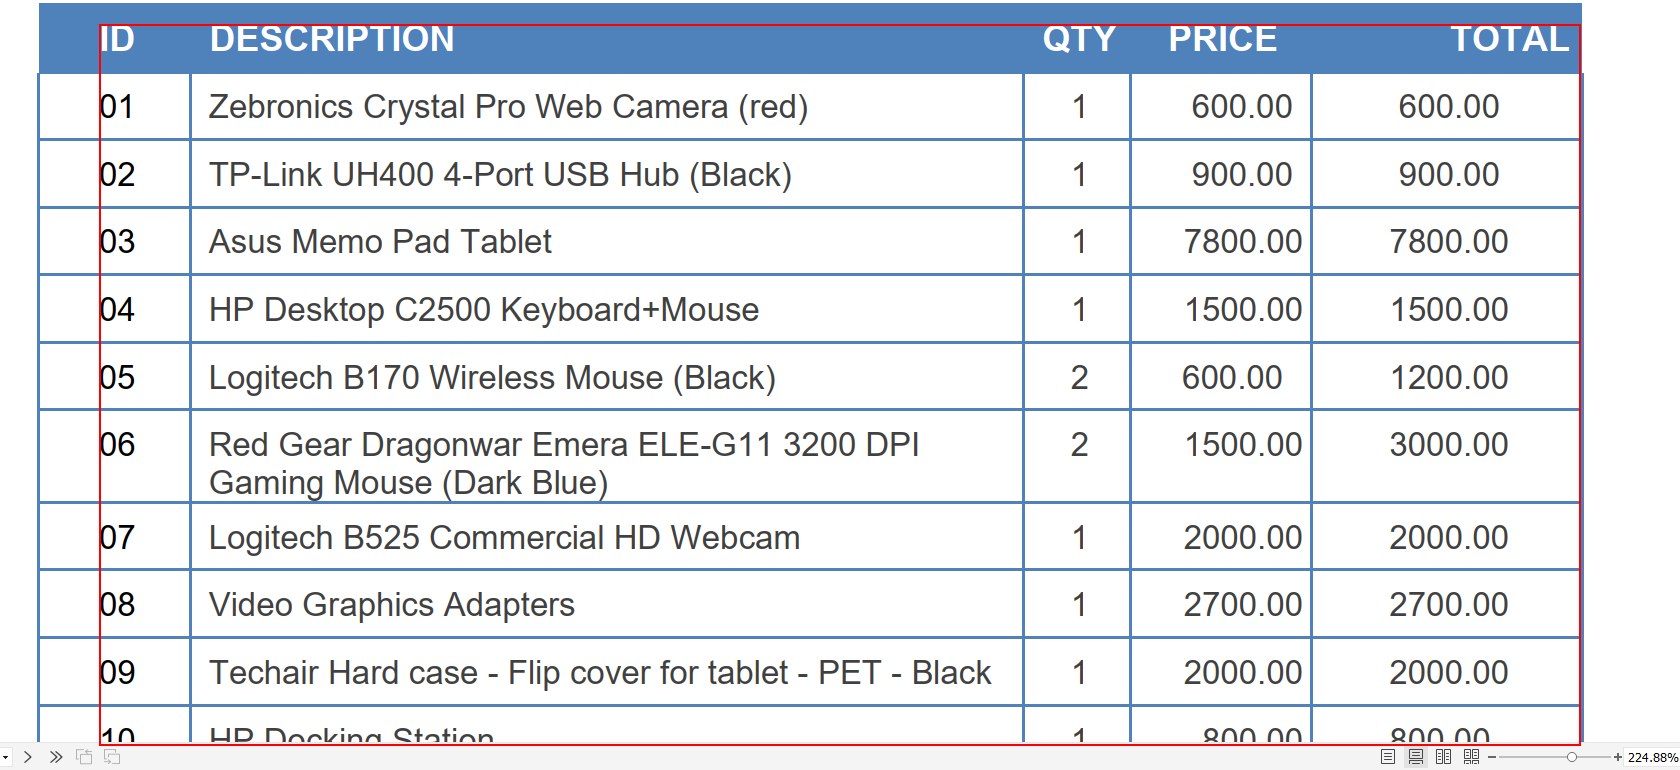 ID DESCRIPTION QTY PRICE TOTAL
01 Zebronics Crystal Pro Web Camera (red) 1 600.00 600.00
02 TP-Link UH400 4-Port USB Hub (Black) 1 900.00 900.00
03 Asus Memo Pad Tablet 1 7800.00 7800.00
04 HP Desktop C2500 Keyboard+Mouse 1 1500.00 1500.00
05 Logitech B170 Wireless Mouse (Black) 2 600.00 1200.00
06 Red Gear Dragonwar Emera ELE-G11 3200 DPI 2 1500.00 3000.00
Gaming Mouse (Dark Blue)
07 Logitech B525 Commercial HD Webcam 1 2000.00 2000.00
08 Video Graphics Adapters 1 2700.00 2700.00
09 Techair Hard case - Flip cover for tablet - PET - Black 1 2000.00 2000.00
10 HP Docking Station 1 800.00 800.00
224.88%